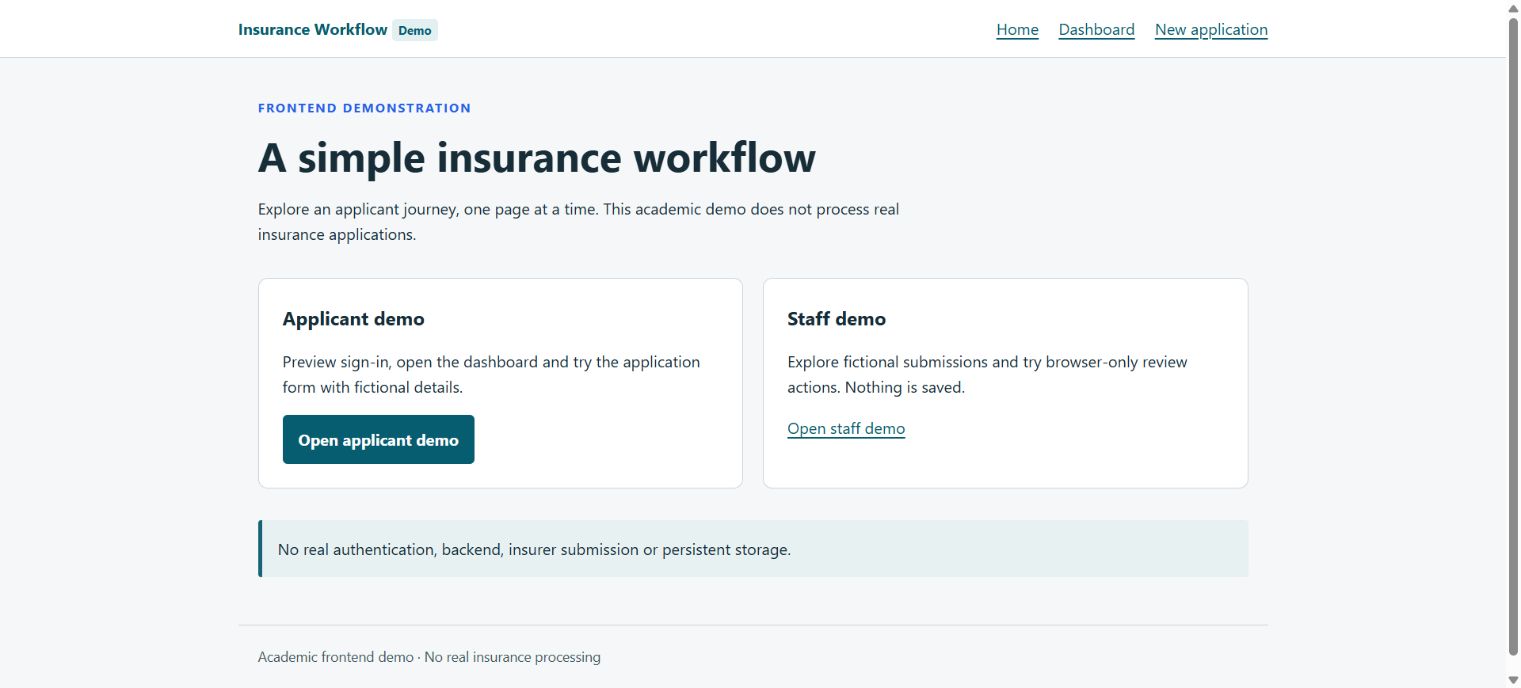 Insurance Workflow Demo
Home Dashboard New application
FRONTEND DEMONSTRATION
A simple insurance workflow
Explore an applicant journey, one page at a time. This academic demo does not process real
insurance applications.
Applicant demo
Preview sign-in, open the dashboard and try the application
form with fictional details.
Open applicant demo
Staff demo
Explore fictional submissions and try browser-only review
actions. Nothing is saved.
Open staff demo
No real authentication, backend, insurer submission or persistent storage.
Academic frontend demo · No real insurance processing